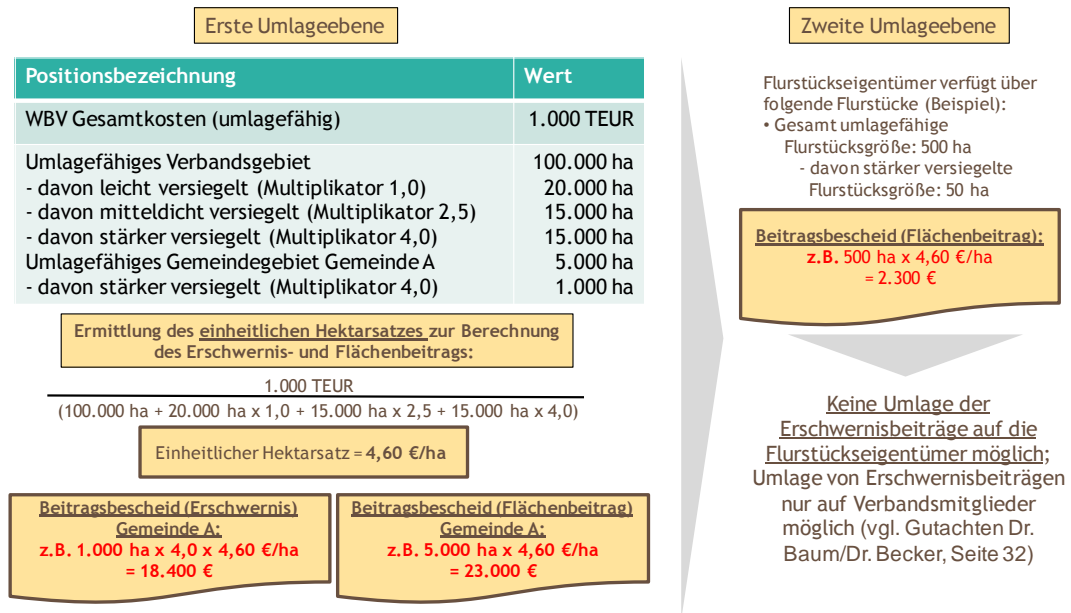 Erste Umlageebene
Positionsbezeichnung Wert
WBV Gesamtkosten (umlagefähig) 1.000 TEUR
Umlagefähiges Verbandsgebiet 100.000 ha
- davon leicht versiegelt (Multiplikator 1,0) 20.000 ha
- davon mitteldicht versiegelt (Multiplikator 2,5) 15.000 ha
- davon stärker versiegelt (Multiplikator 4,0) 15.000 ha
Umlagefähiges Gemeindegebiet Gemeinde A 5.000 ha
- davon stärker versiegelt (Multiplikator 4,0) 1.000 ha
Ermittlung des einheitlichen Hektarsatzes zur Berechnung
des Erschwernis- und Flächenbeitrags:
1.000 TEUR
(100.000 ha + 20.000 ha x 1,0 + 15.000 ha x 2,5 + 15.000 ha x 4,0)
Einheitlicher Hektarsatz = 4,60 €/ha
Beitragsbescheid (Erschwernis)
Gemeinde A:
z.B. 1.000 ha x 4,0 x 4,60 €/ha
= 18.400 €
Beitragsbescheid (Flächenbeitrag)
Gemeinde A:
z.B. 5.000 ha x 4,60 €/ha
= 23.000 €
Zweite Umlageebene
Flurstückseigentümer verfügt über
folgende Flurstücke (Beispiel):
• Gesamt umlagefähige
Flurstücksgröße: 500 ha
- davon stärker versiegelte
Flurstücksgröße: 50 ha
Beitragsbescheid (Flächenbeitrag):
z.B. 500 ha x 4,60 €/ha
= 2.300 €
Keine Umlage der
Erschwernisbeiträge auf die
Flurstückseigentümer möglich;
Umlage von Erschwernisbeiträgen
nur auf Verbandsmitglieder
möglich (vgl. Gutachten Dr.
Baum/Dr. Becker, Seite 32)